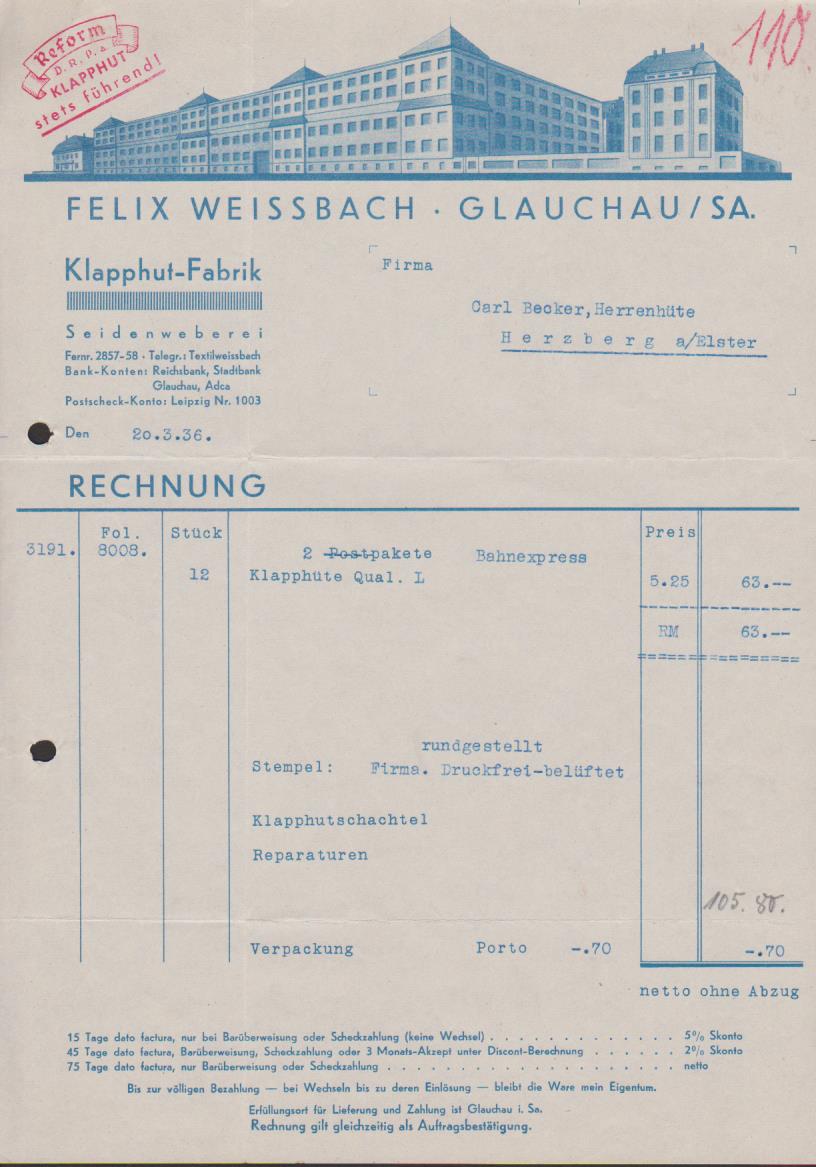 Reform
D. R. P. a.
KLAPPHUT
stets führend!
110.
FELIX WEISSBACH · GLAUCHAU/SA.
Klapphut-Fabrik
Seidenweberei
Fernr. 2857-58 · Telegr.: Textilweissbach
Bank-Konten: Reichsbank, Stadtbank
Glauchau, Adca
Postscheck-Konto: Leipzig Nr. 1003
Den 20.3.36.
Firma
Carl Becker,Herrenhüte
Herzberg a/Elster
RECHNUNG
Fol. Stück Preis
3191. 8008. 2 Postpakete Bahnexpress
12 Klapphüte Qual. L 5.25 63.--
RM 63.--
rundgestellt
Stempel: Firma. Druckfrei-belüftet
Klapphutschachtel
Reparaturen
105. 80.
Verpackung Porto -.70 -.70
netto ohne Abzug
15 Tage dato factura, nur bei Barüberweisung oder Scheckzahlung (keine Wechsel) . . . . . . . . . . . . . 5% Skonto
45 Tage dato factura, Barüberweisung, Scheckzahlung oder 3 Monats-Akzept unter Discont-Berechnung . . . . . . 2% Skonto
75 Tage dato factura, nur Barüberweisung oder Scheckzahlung . . . . . . . . . . . . . . . . . . . . . netto
Bis zur völligen Bezahlung — bei Wechseln bis zu deren Einlösung — bleibt die Ware mein Eigentum.
Erfüllungsort für Lieferung und Zahlung ist Glauchau i. Sa.
Rechnung gilt gleichzeitig als Auftragsbestätigung.